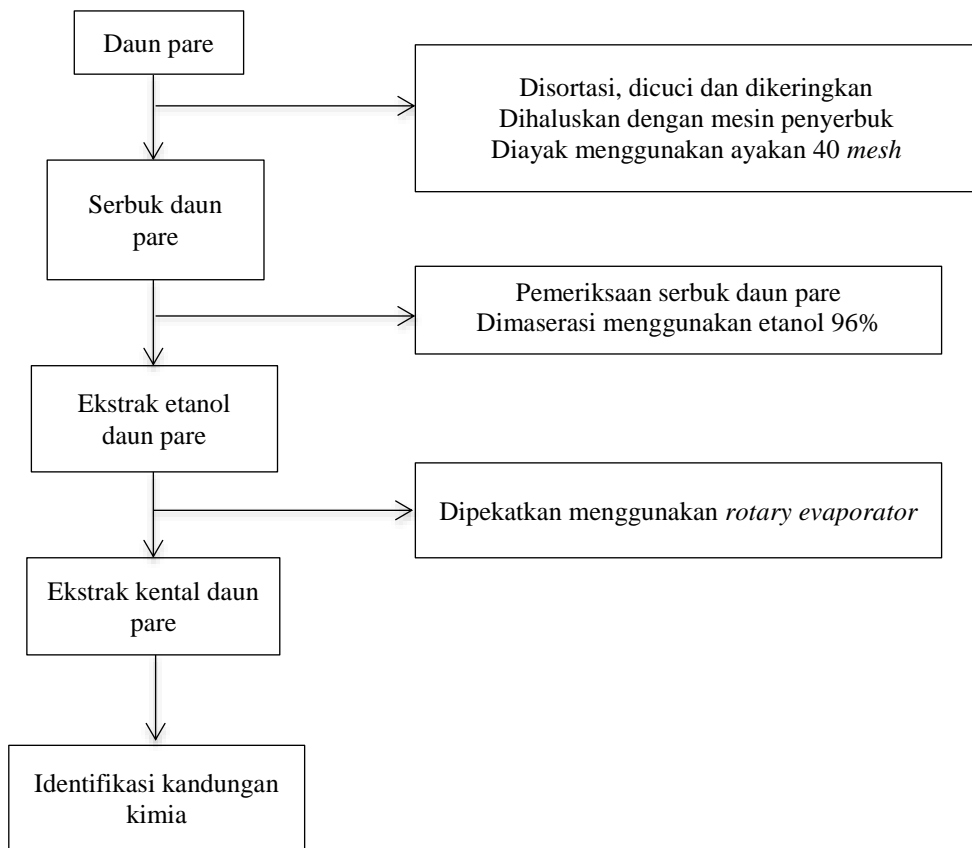 Daun pare
Disortasi, dicuci dan dikeringkan
Dihaluskan dengan mesin penyerbuk
Diayak menggunakan ayakan 40 mesh
Serbuk daun
pare
Pemeriksaan serbuk daun pare
Dimaserasi menggunakan etanol 96%
Ekstrak etanol
daun pare
Dipekatkan menggunakan rotary evaporator
Ekstrak kental daun
pare
Identifikasi kandungan
kimia